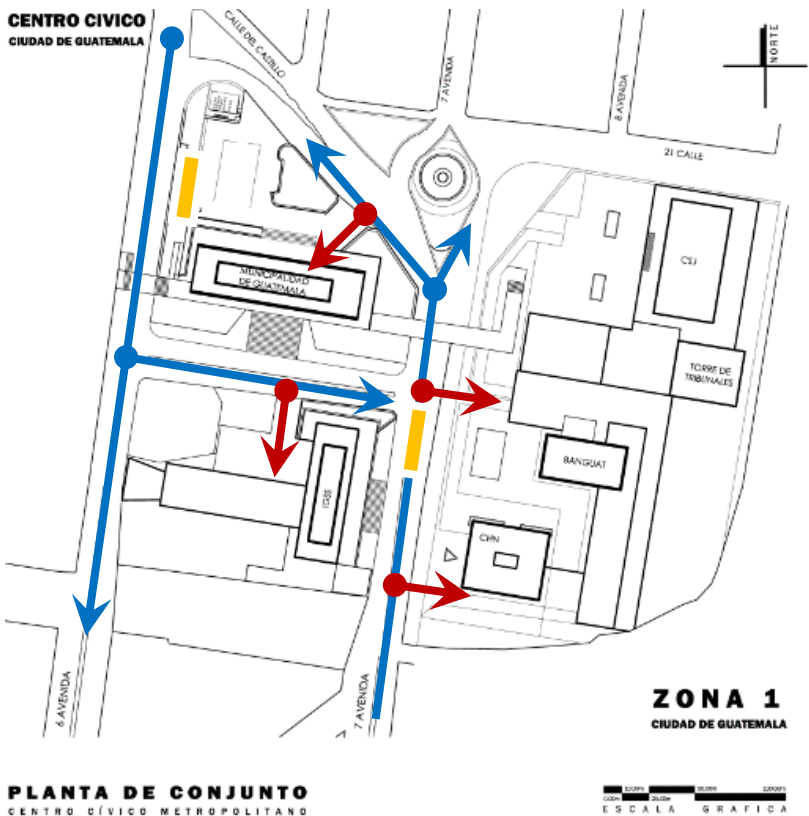 CENTRO CIVICO
CIUDAD DE GUATEMALA
CALLE DEL CASTILLO
7 AVENIDA
8 AVENIDA
NORTE
21 CALLE
MUNICIPALIDAD
DE GUATEMALA
CSJ
TORRE DE
TRIBUNALES
BANGUAT
IGSS
CHN
6 AVENIDA
7 AVENIDA
ZONA 1
CIUDAD DE GUATEMALA
PLANTA DE CONJUNTO
CENTRO CÍVICO METROPOLITANO
ESCALA GRAFICA